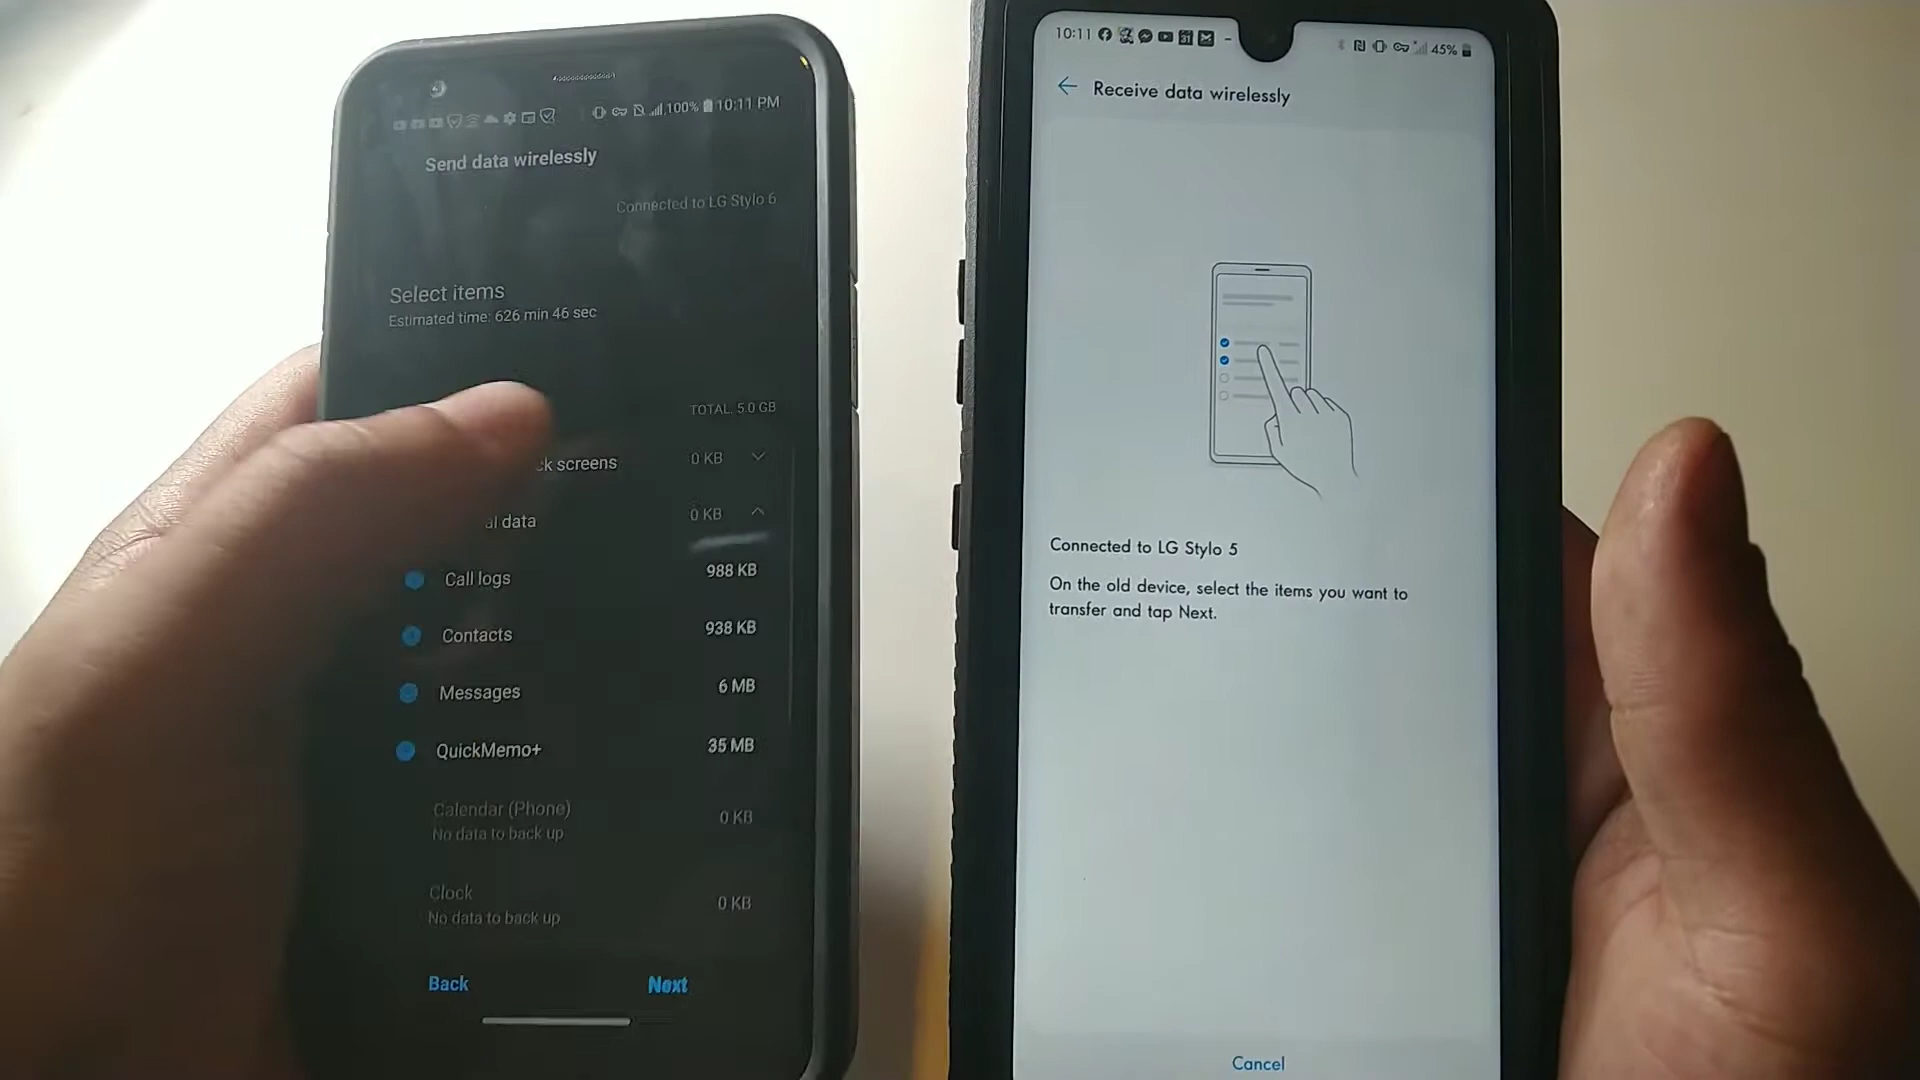 100% 10:11 PM
Send data wirelessly
Connected to LG Stylo 6
Select items
Estimated time: 626 min 46 sec
TOTAL: 5.0 GB
screens 0 KB
data 0 KB
Call logs 988 KB
Contacts 938 KB
Messages 6 MB
QuickMemo+ 35 MB
Calendar (Phone) 0 KB
No data to back up
Clock 0 KB
No data to back up
Back Next
10:11 31 45%
Receive data wirelessly
Connected to LG Stylo 5
On the old device, select the items you want to
transfer and tap Next.
Cancel